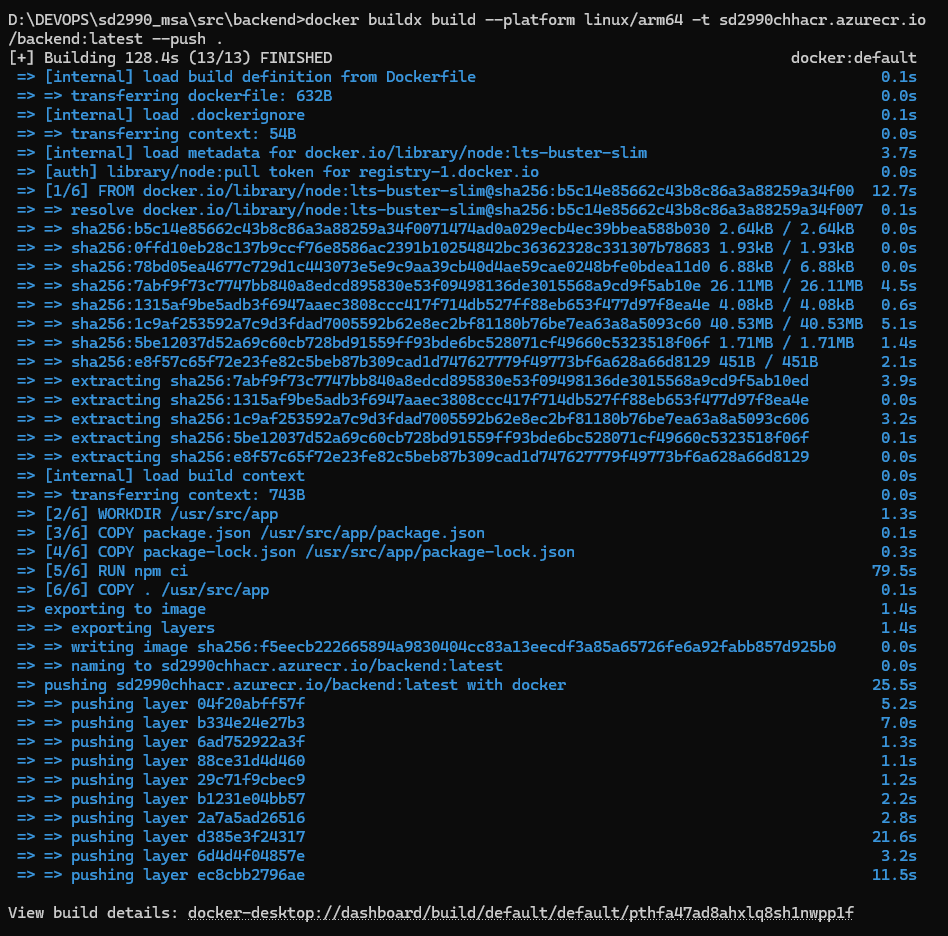 D:\DEVOPS\sd2990_msa\src\backend>docker buildx build --platform linux/arm64 -t sd2990chhacr.azurecr.io
/backend:latest --push .
[+] Building 128.4s (13/13) FINISHED docker:default
=> [internal] load build definition from Dockerfile 0.1s
=> => transferring dockerfile: 632B 0.0s
=> [internal] load .dockerignore 0.1s
=> => transferring context: 54B 0.0s
=> [internal] load metadata for docker.io/library/node:lts-buster-slim 3.7s
=> [auth] library/node:pull token for registry-1.docker.io 0.0s
=> [1/6] FROM docker.io/library/node:lts-buster-slim@sha256:b5c14e85662c43b8c86a3a88259a34f00 12.7s
=> => resolve docker.io/library/node:lts-buster-slim@sha256:b5c14e85662c43b8c86a3a88259a34f007 0.1s
=> => sha256:b5c14e85662c43b8c86a3a88259a34f0071474ad0a029ecb4ec39bbea588b030 2.64kB / 2.64kB 0.0s
=> => sha256:0ffd10eb28c137b9ccf76e8586ac2391b10254842bc36362328c331307b78683 1.93kB / 1.93kB 0.0s
=> => sha256:78bd05ea4677c729d1c443073e5e9c9aa39cb40d4ae59cae0248bfe0bdea11d0 6.88kB / 6.88kB 0.0s
=> => sha256:7abf9f73c7747bb840a8edcd895830e53f09498136de3015568a9cd9f5ab10e 26.11MB / 26.11MB 4.5s
=> => sha256:1315af9be5adb3f6947aaec3808ccc417f714db527ff88eb653f477d97f8ea4e 4.08kB / 4.08kB 0.6s
=> => sha256:1c9af253592a7c9d3fdad7005592b62e8ec2bf81180b76be7ea63a8a5093c60 40.53MB / 40.53MB 5.1s
=> => sha256:5be12037d52a69c60cb728bd91559ff93bde6bc528071cf49660c5323518f06f 1.71MB / 1.71MB 1.4s
=> => sha256:e8f57c65f72e23fe82c5beb87b309cad1d747627779f49773bf6a628a66d8129 451B / 451B 2.1s
=> => extracting sha256:7abf9f73c7747bb840a8edcd895830e53f09498136de3015568a9cd9f5ab10ed 3.9s
=> => extracting sha256:1315af9be5adb3f6947aaec3808ccc417f714db527ff88eb653f477d97f8ea4e 0.0s
=> => extracting sha256:1c9af253592a7c9d3fdad7005592b62e8ec2bf81180b76be7ea63a8a5093c606 3.2s
=> => extracting sha256:5be12037d52a69c60cb728bd91559ff93bde6bc528071cf49660c5323518f06f 0.1s
=> => extracting sha256:e8f57c65f72e23fe82c5beb87b309cad1d747627779f49773bf6a628a66d8129 0.0s
=> [internal] load build context 0.0s
=> => transferring context: 743B 0.0s
=> [2/6] WORKDIR /usr/src/app 1.3s
=> [3/6] COPY package.json /usr/src/app/package.json 0.1s
=> [4/6] COPY package-lock.json /usr/src/app/package-lock.json 0.3s
=> [5/6] RUN npm ci 79.5s
=> [6/6] COPY . /usr/src/app 0.1s
=> exporting to image 1.4s
=> => exporting layers 1.4s
=> => writing image sha256:f5eecb222665894a9830404cc83a13eecdf3a85a65726fe6a92fabb857d925b0 0.0s
=> => naming to sd2990chhacr.azurecr.io/backend:latest 0.0s
=> pushing sd2990chhacr.azurecr.io/backend:latest with docker 25.5s
=> => pushing layer 04f20abff57f 5.2s
=> => pushing layer b334e24e27b3 7.0s
=> => pushing layer 6ad752922a3f 1.3s
=> => pushing layer 88ce31d4d460 1.1s
=> => pushing layer 29c71f9cbec9 1.2s
=> => pushing layer b1231e04bb57 2.2s
=> => pushing layer 2a7a5ad26516 2.8s
=> => pushing layer d385e3f24317 21.6s
=> => pushing layer 6d4d4f04857e 3.2s
=> => pushing layer ec8cbb2796ae 11.5s
View build details: docker-desktop://dashboard/build/default/default/pthfa47ad8ahxlq8sh1nwpp1f